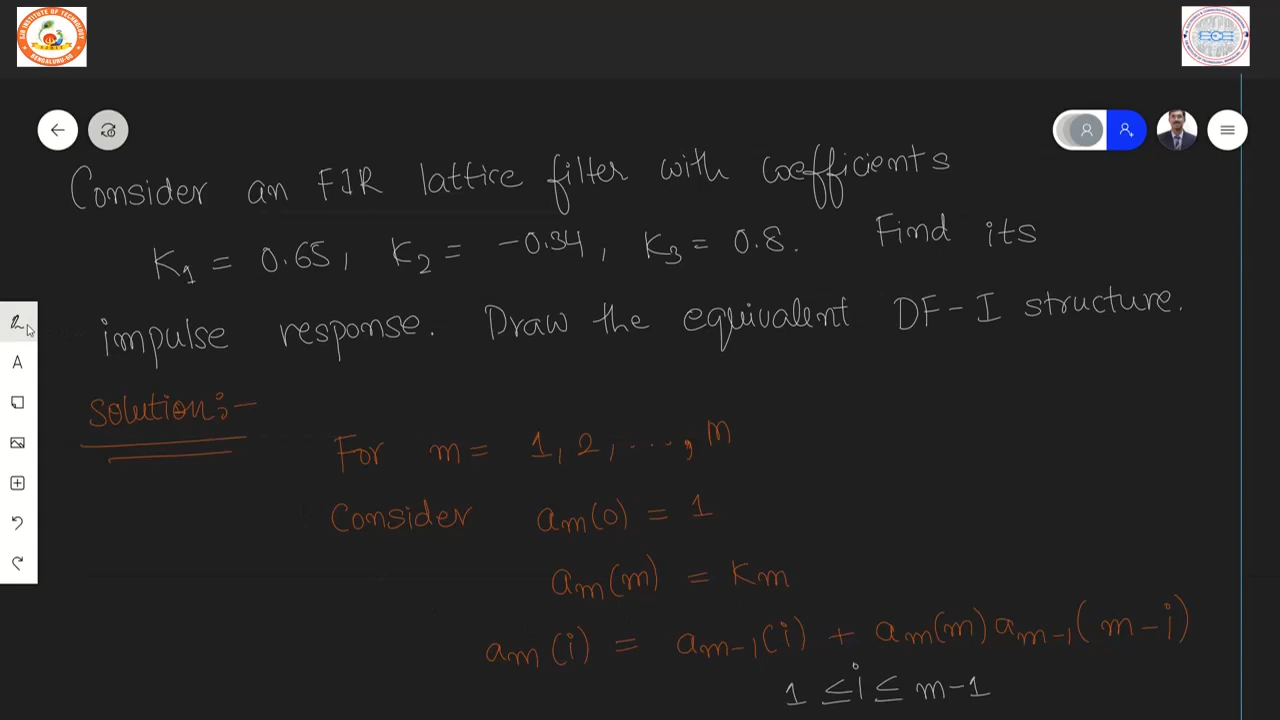 Consider an FIR lattice filter with coefficients
K₁ = 0.65, K₂ = -0.34, K₃ = 0.8. Find its
impulse response. Draw the equivalent DF-I structure.
Solution:-
For m = 1, 2, ...., M
Consider aₘ(0) = 1
aₘ(m) = Kₘ
aₘ(i) = aₘ₋₁(i) + aₘ(m) aₘ₋₁(m-i)
1 ≤ i ≤ m-1
A